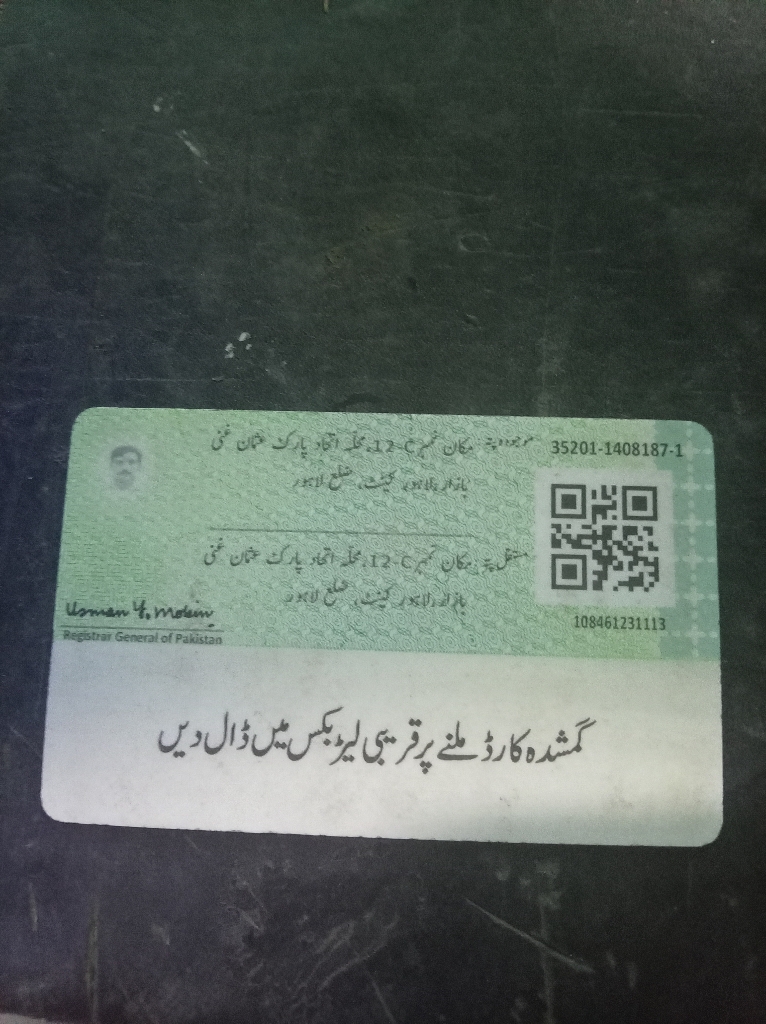 35201-1408187-1
موجودہ پتہ: مکان نمبر 12-C، محلہ اتحاد پارک عثمان غنی
بازار، لاہور کینٹ، ضلع لاہور
مستقل پتہ: مکان نمبر 12-C، محلہ اتحاد پارک عثمان غنی
بازار، لاہور کینٹ، ضلع لاہور
108461231113
Usman Y. Mobin
Registrar General of Pakistan
گمشدہ کارڈ ملنے پر قریبی لیٹر بکس میں ڈال دیں